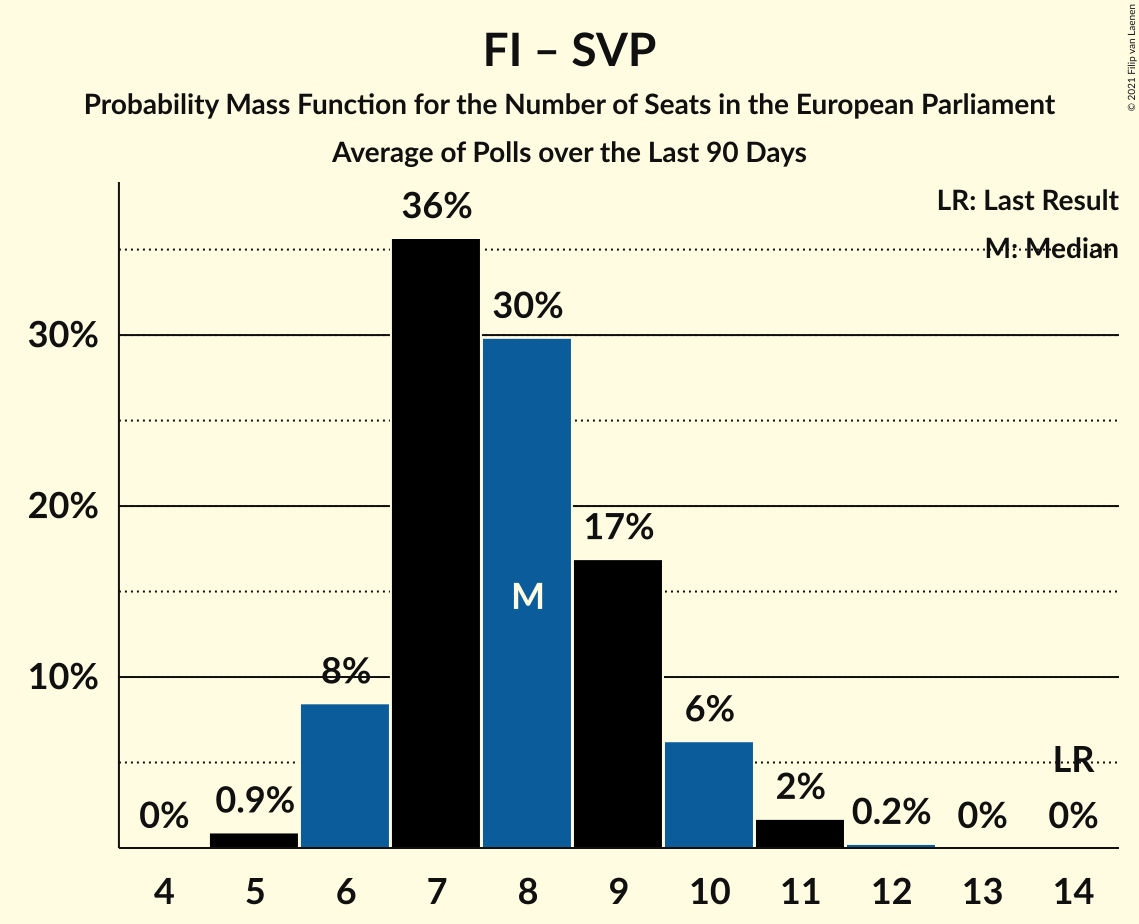 FI – SVP
Probability Mass Function for the Number of Seats in the European Parliament
Average of Polls over the Last 90 Days
© 2021 Filip van Laenen
LR: Last Result
M: Median
36%
30%
30%
20%
17%
M
10%
8%
6%
LR
0%
0.9%
2%
0.2%
0%
0%
4 5 6 7 8 9 10 11 12 13 14